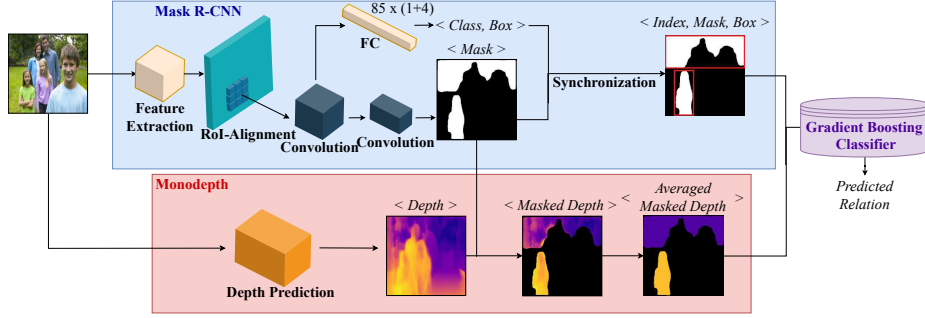 Mask R-CNN
85 x (1+4)
FC
< Class, Box >
< Mask >
< Index, Mask, Box >
Synchronization
Feature
Extraction
RoI-Alignment
Convolution
Convolution
Gradient Boosting
Classifier
Predicted
Relation
Monodepth
< Depth >
< Masked Depth >
< Averaged
Masked Depth >
Depth Prediction